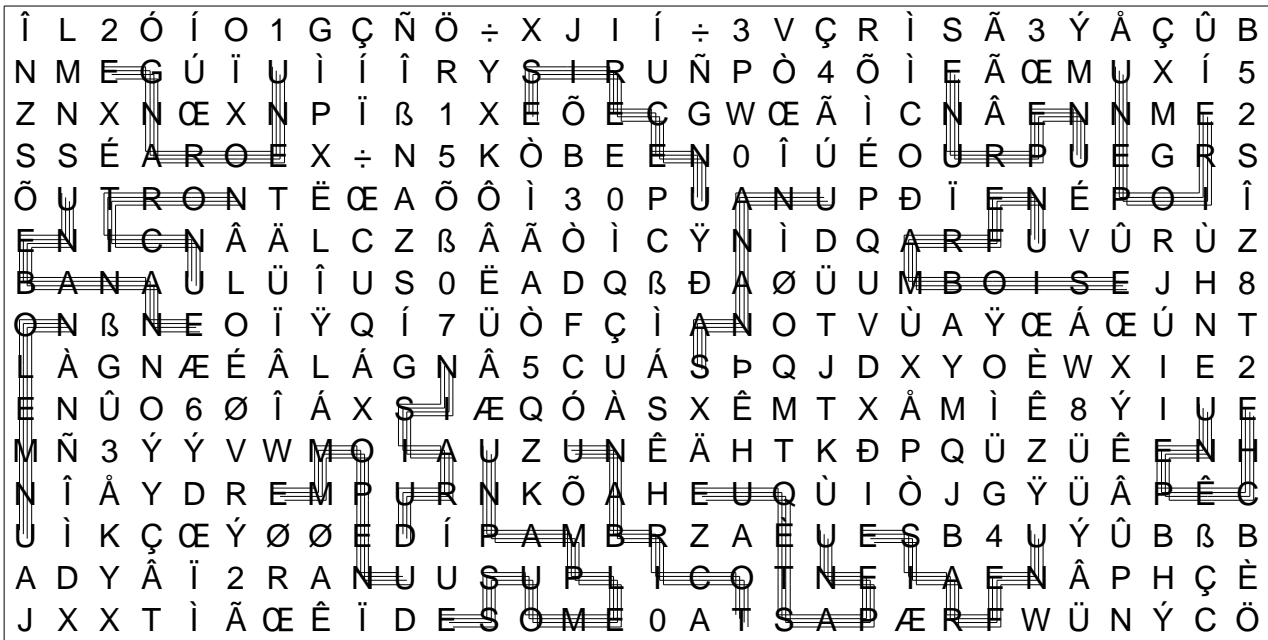 Î L 2 Ó Í O 1 G Ç Ñ Ö ÷ X J I Í ÷ 3 V Ç R Ì S Ã 3 Ý Å Ç Û B
N M E G Ú Ï U Ì Í Î R Y S I R U Ñ P Ò 4 Õ Ì E Ã Œ M U X Í 5
Z N X N Œ X N P Ï ß 1 X E Õ E C G W Œ Ã Ì C N Â E N N M E 2
S S É A R O E X ÷ N 5 K Ò B E E N 0 Î Ú É O U R P U E G R S
Õ U T R O N T Ë Œ A Õ Ô Ì 3 0 P U A N U P Ð Ï E N É P O I Î
E N I C N Â Ä L C Z ß Â Ã Ò Ì C Ÿ N Ì D Q A R F U V Û R Ù Z
B A N A U L Ü Î U S 0 Ë A D Q ß Ð A Ø Ü U M B O I S E J H 8
O N ß N E O Ï Ÿ Q Í 7 Ü Ò F Ç Ì A N O T V Ù A Ÿ Œ Á Œ Ú N T
L À G N Æ É Â L Á G N Â 5 C U Á S Þ Q J D X Y O È W X I E 2
E N Û O 6 Ø Î Á X S I Æ Q Ó À S X Ê M T X Å M Ì Ê 8 Ý I U E
M Ñ 3 Ý Ý V W M O I A U Z U N Ê Ä H T K Ð P Q Ü Z Ü Ê E N H
N Î Å Y D R E M P U R N K Õ A H E U Q Ù I Ò J G Ÿ Ü Â P Ê C
U Ì K Ç Œ Ý Ø Ø E D Í P A M B R Z A È U E S B 4 U Ý Û B ß B
A D Y Â Ï 2 R A N U U S U P L I C O T N E I A E N Â P H Ç È
J X X T Ì Ã Œ Ê Ï D E S O M E 0 A T S A P Æ R F W Ü N Ý C Ö